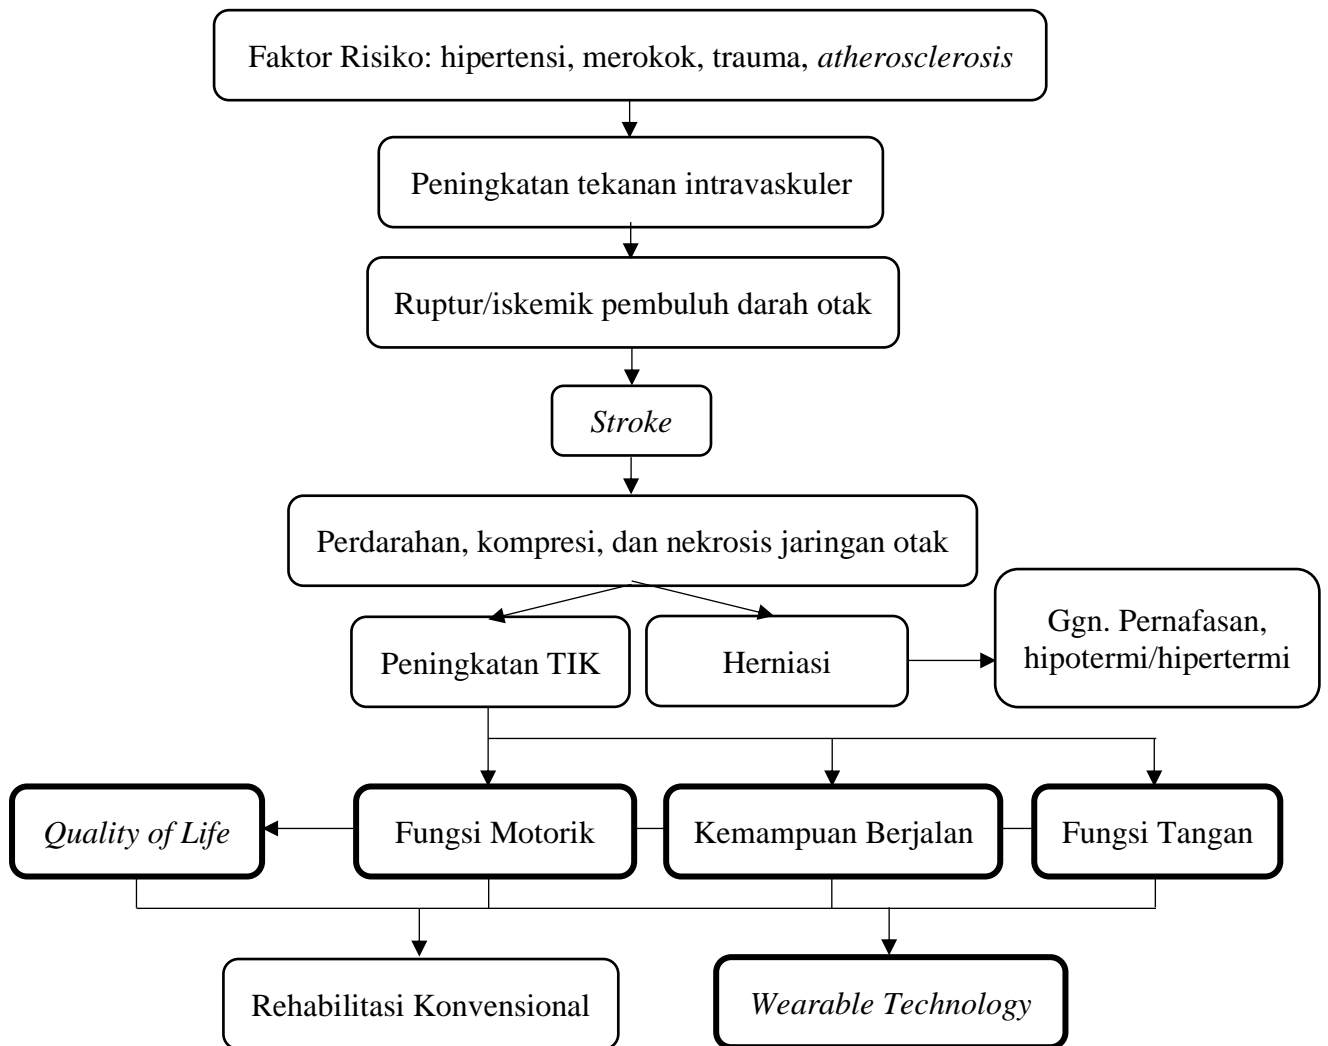 Faktor Risiko: hipertensi, merokok, trauma, atherosclerosis
Peningkatan tekanan intravaskuler
Ruptur/iskemik pembuluh darah otak
Stroke
Perdarahan, kompresi, dan nekrosis jaringan otak
Peningkatan TIK
Herniasi
Ggn. Pernafasan,
hipotermi/hipertermi
Quality of Life
Fungsi Motorik
Kemampuan Berjalan
Fungsi Tangan
Rehabilitasi Konvensional
Wearable Technology